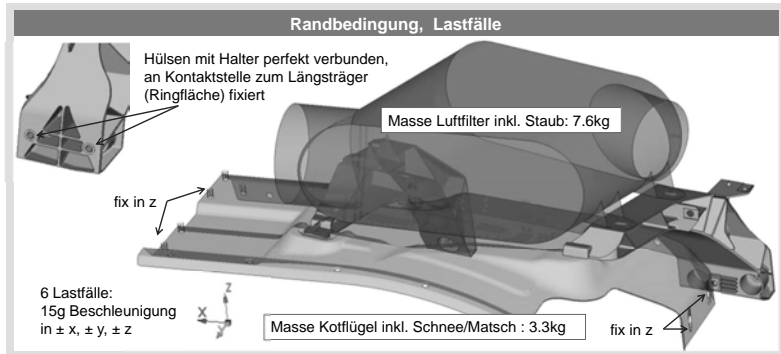 Randbedingung, Lastfälle
Hülsen mit Halter perfekt verbunden,
an Kontaktstelle zum Längsträger
(Ringfläche) fixiert
Masse Luftfilter inkl. Staub: 7.6kg
fix in z
6 Lastfälle:
15g Beschleunigung
in ± x, ± y, ± z
Z
X
Y
Masse Kotflügel inkl. Schnee/Matsch : 3.3kg
fix in z